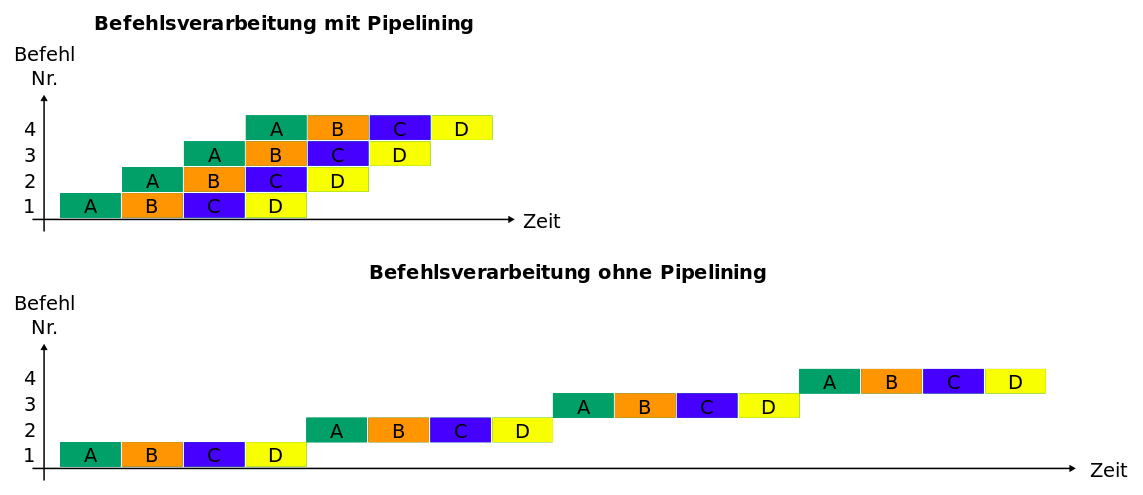 Befehlsverarbeitung mit Pipelining
Befehl
Nr.
4 A B C D
3 A B C D
2 A B C D
1 A B C D
Zeit
Befehlsverarbeitung ohne Pipelining
Befehl
Nr.
4 A B C D
3 A B C D
2 A B C D
1 A B C D
Zeit